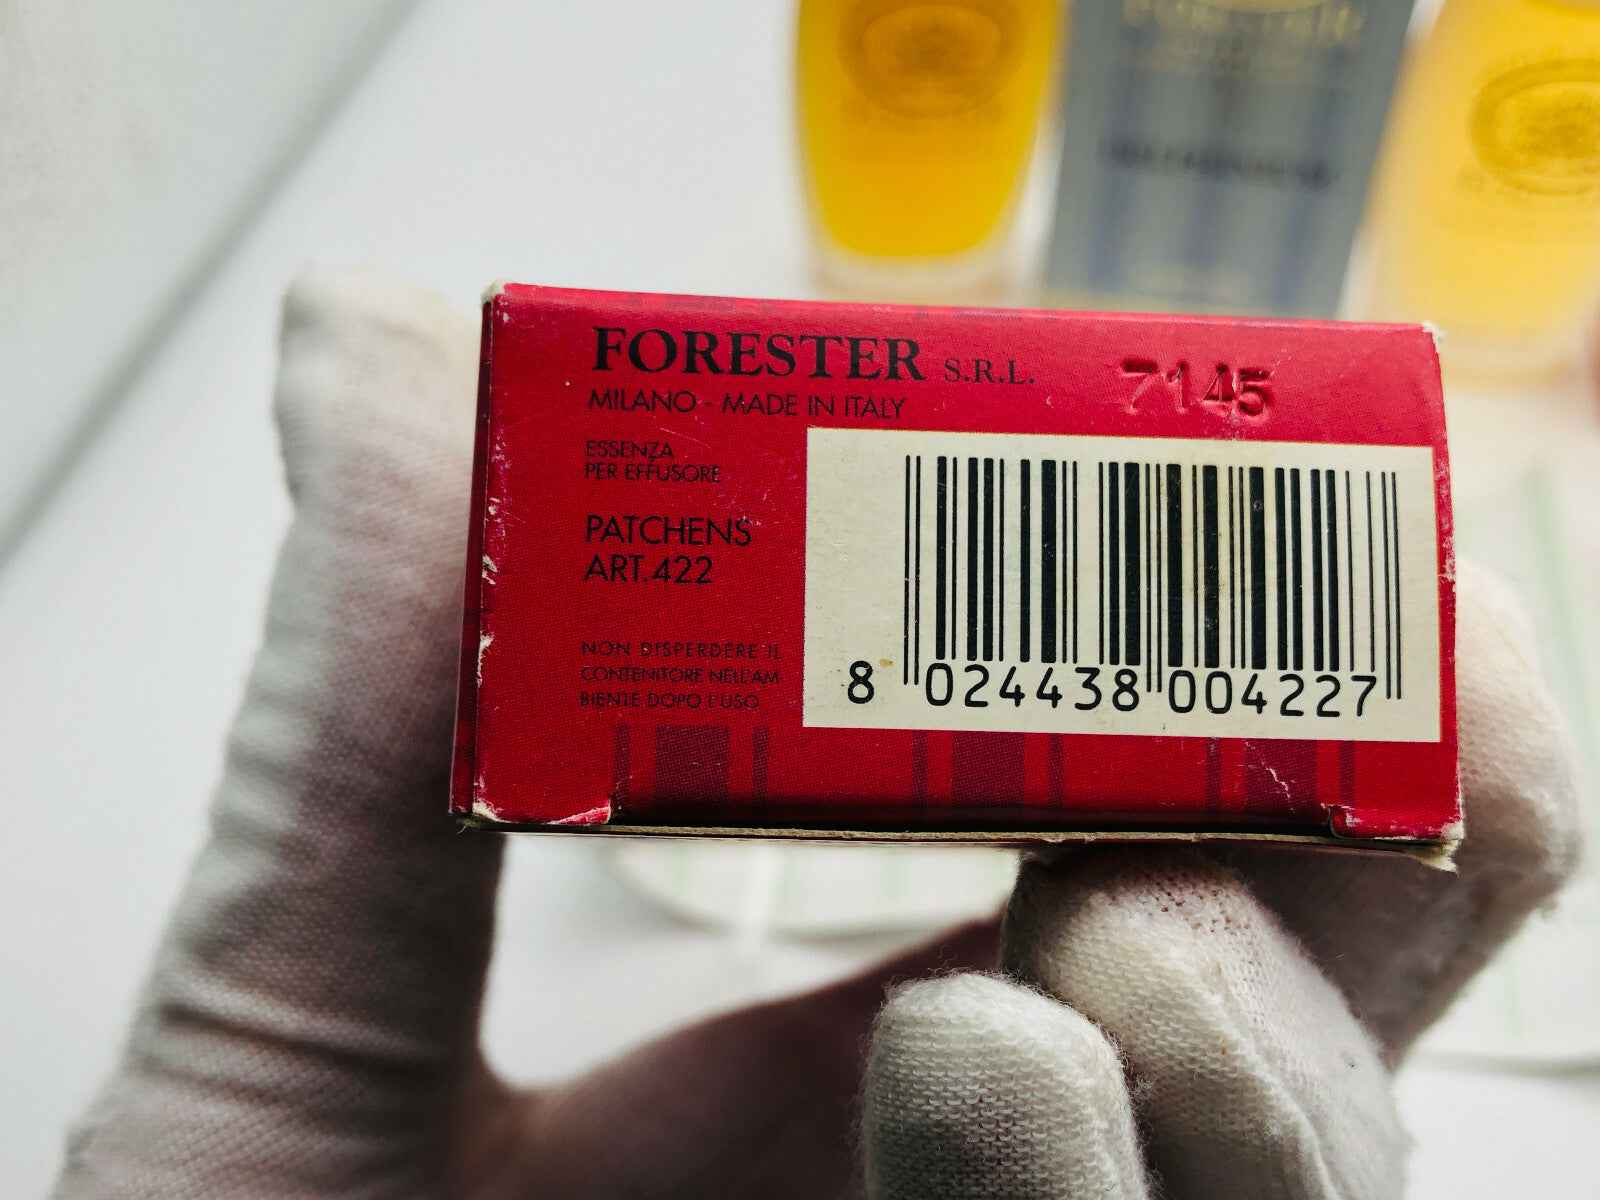 FORESTER S.R.L.
7145
MILANO - MADE IN ITALY
ESSENZA
PER EFFUSORE
PATCHENS
ART. 422
NON DISPERDERE IL
CONTENITORE NELL'AM-
BIENTE DOPO L'USO
8 024438 004227